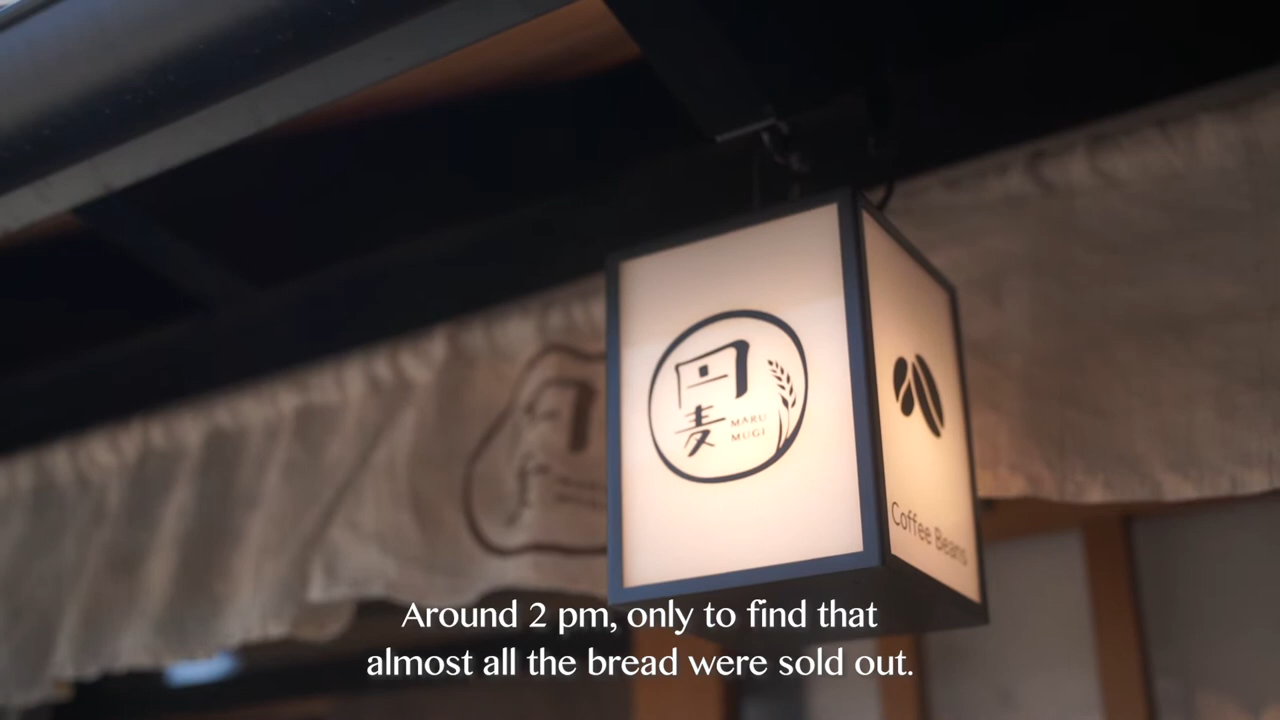 円
麦
MARU
MUGI
Coffee Beans
Around 2 pm, only to find that
almost all the bread were sold out.